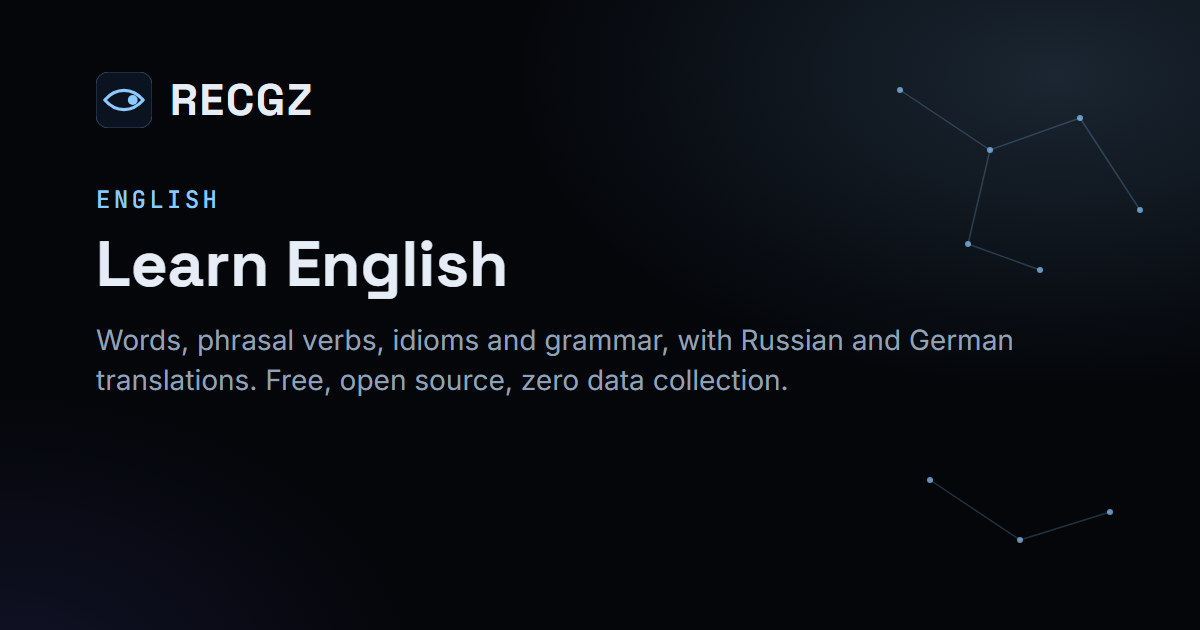 RECGZ
ENGLISH
Learn English
Words, phrasal verbs, idioms and grammar, with Russian and German
translations. Free, open source, zero data collection.